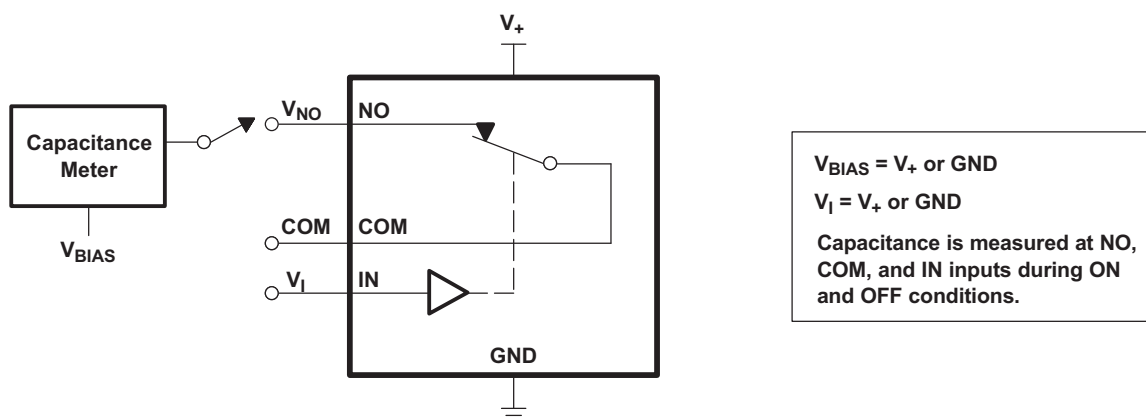 V+
VNO
NO
Capacitance
Meter
VBIAS
COM
COM
VI
IN
GND
VBIAS = V+ or GND
VI = V+ or GND
Capacitance is measured at NO,
COM, and IN inputs during ON
and OFF conditions.